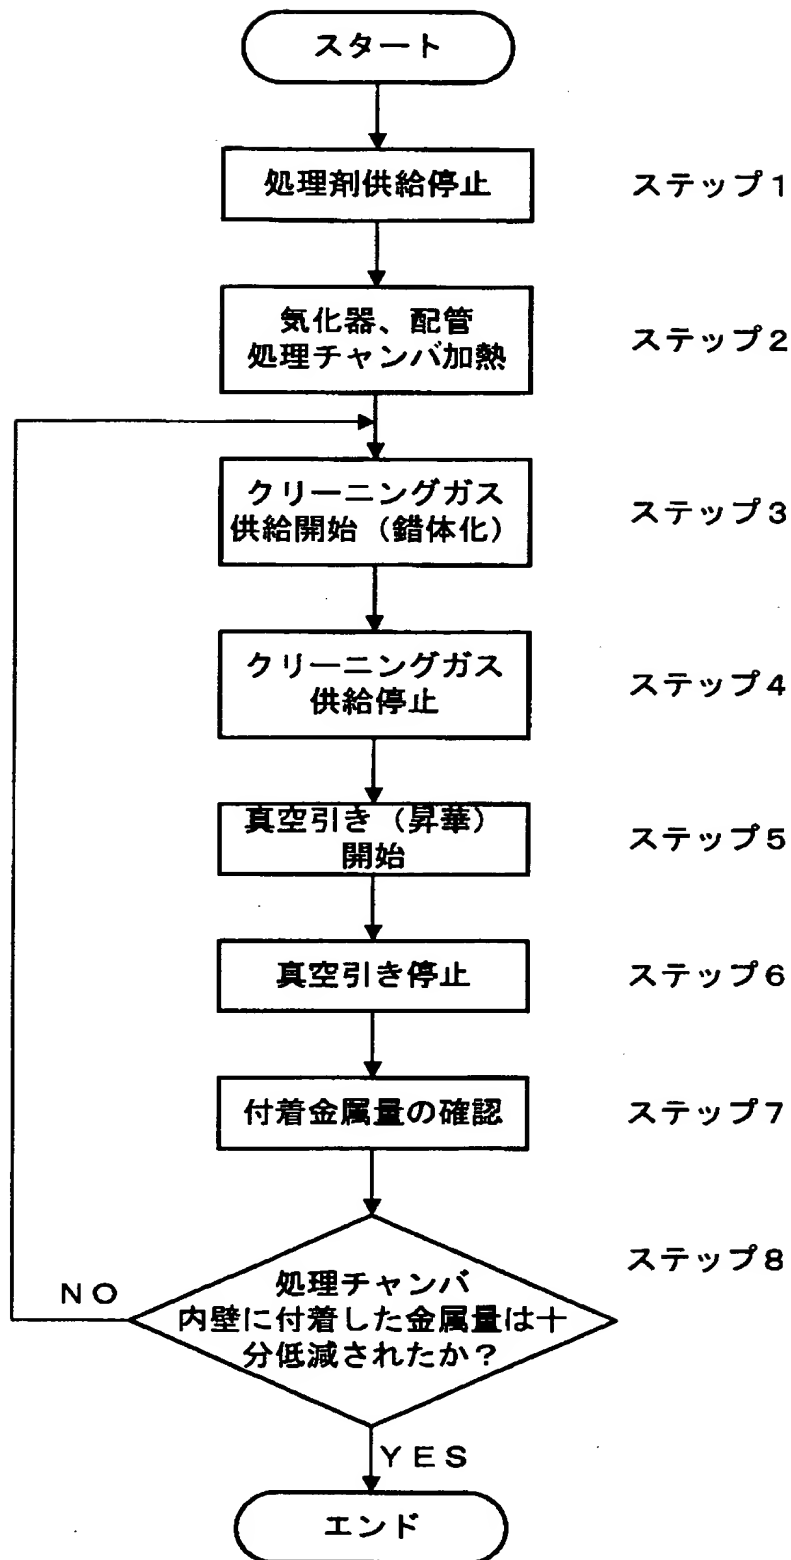 スタート
処理剤供給停止
ステップ1
気化器、配管
処理チャンバ加熱
ステップ2
クリーニングガス
供給開始（錯体化）
ステップ3
クリーニングガス
供給停止
ステップ4
真空引き（昇華）
開始
ステップ5
真空引き停止
ステップ6
付着金属量の確認
ステップ7
ステップ8
処理チャンバ
内壁に付着した金属量は十
分低減されたか？
NO
YES
エンド